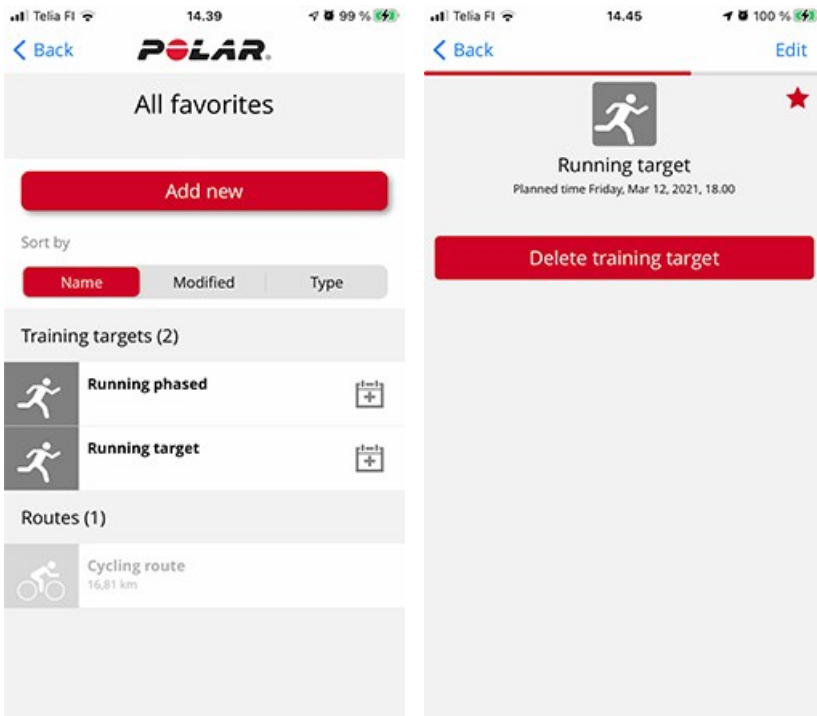 Telia FI 14.39 99 %
Back POLAR®
All favorites
Add new
Sort by
Name Modified Type
Training targets (2)
Running phased
Running target
Routes (1)
Cycling route
16,81 km
Telia FI 14.45 100 %
Back Edit
Running target
Planned time Friday, Mar 12, 2021, 18.00
Delete training target